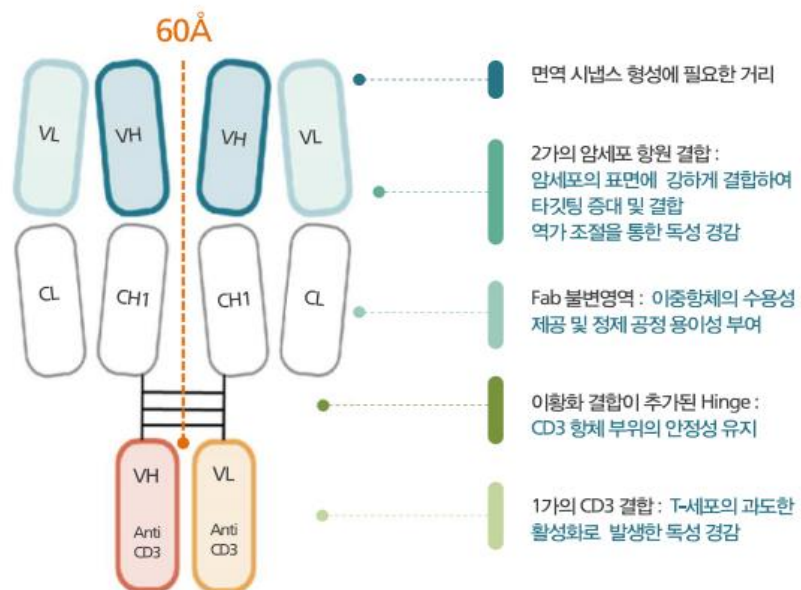 60Å
VL
VH
VH
VL
CL
CH1
CH1
CL
VH
VL
Anti
CD3
Anti
CD3
면역 시냅스 형성에 필요한 거리
2가의 암세포 항원 결합 :
암세포의 표면에 강하게 결합하여
타깃팅 증대 및 결합
역가 조절을 통한 독성 경감
Fab 불변영역 : 이중항체의 수용성
제공 및 정제 공정 용이성 부여
이황화 결합이 추가된 Hinge :
CD3 항체 부위의 안정성 유지
1가의 CD3 결합 : T-세포의 과도한
활성화로 발생한 독성 경감